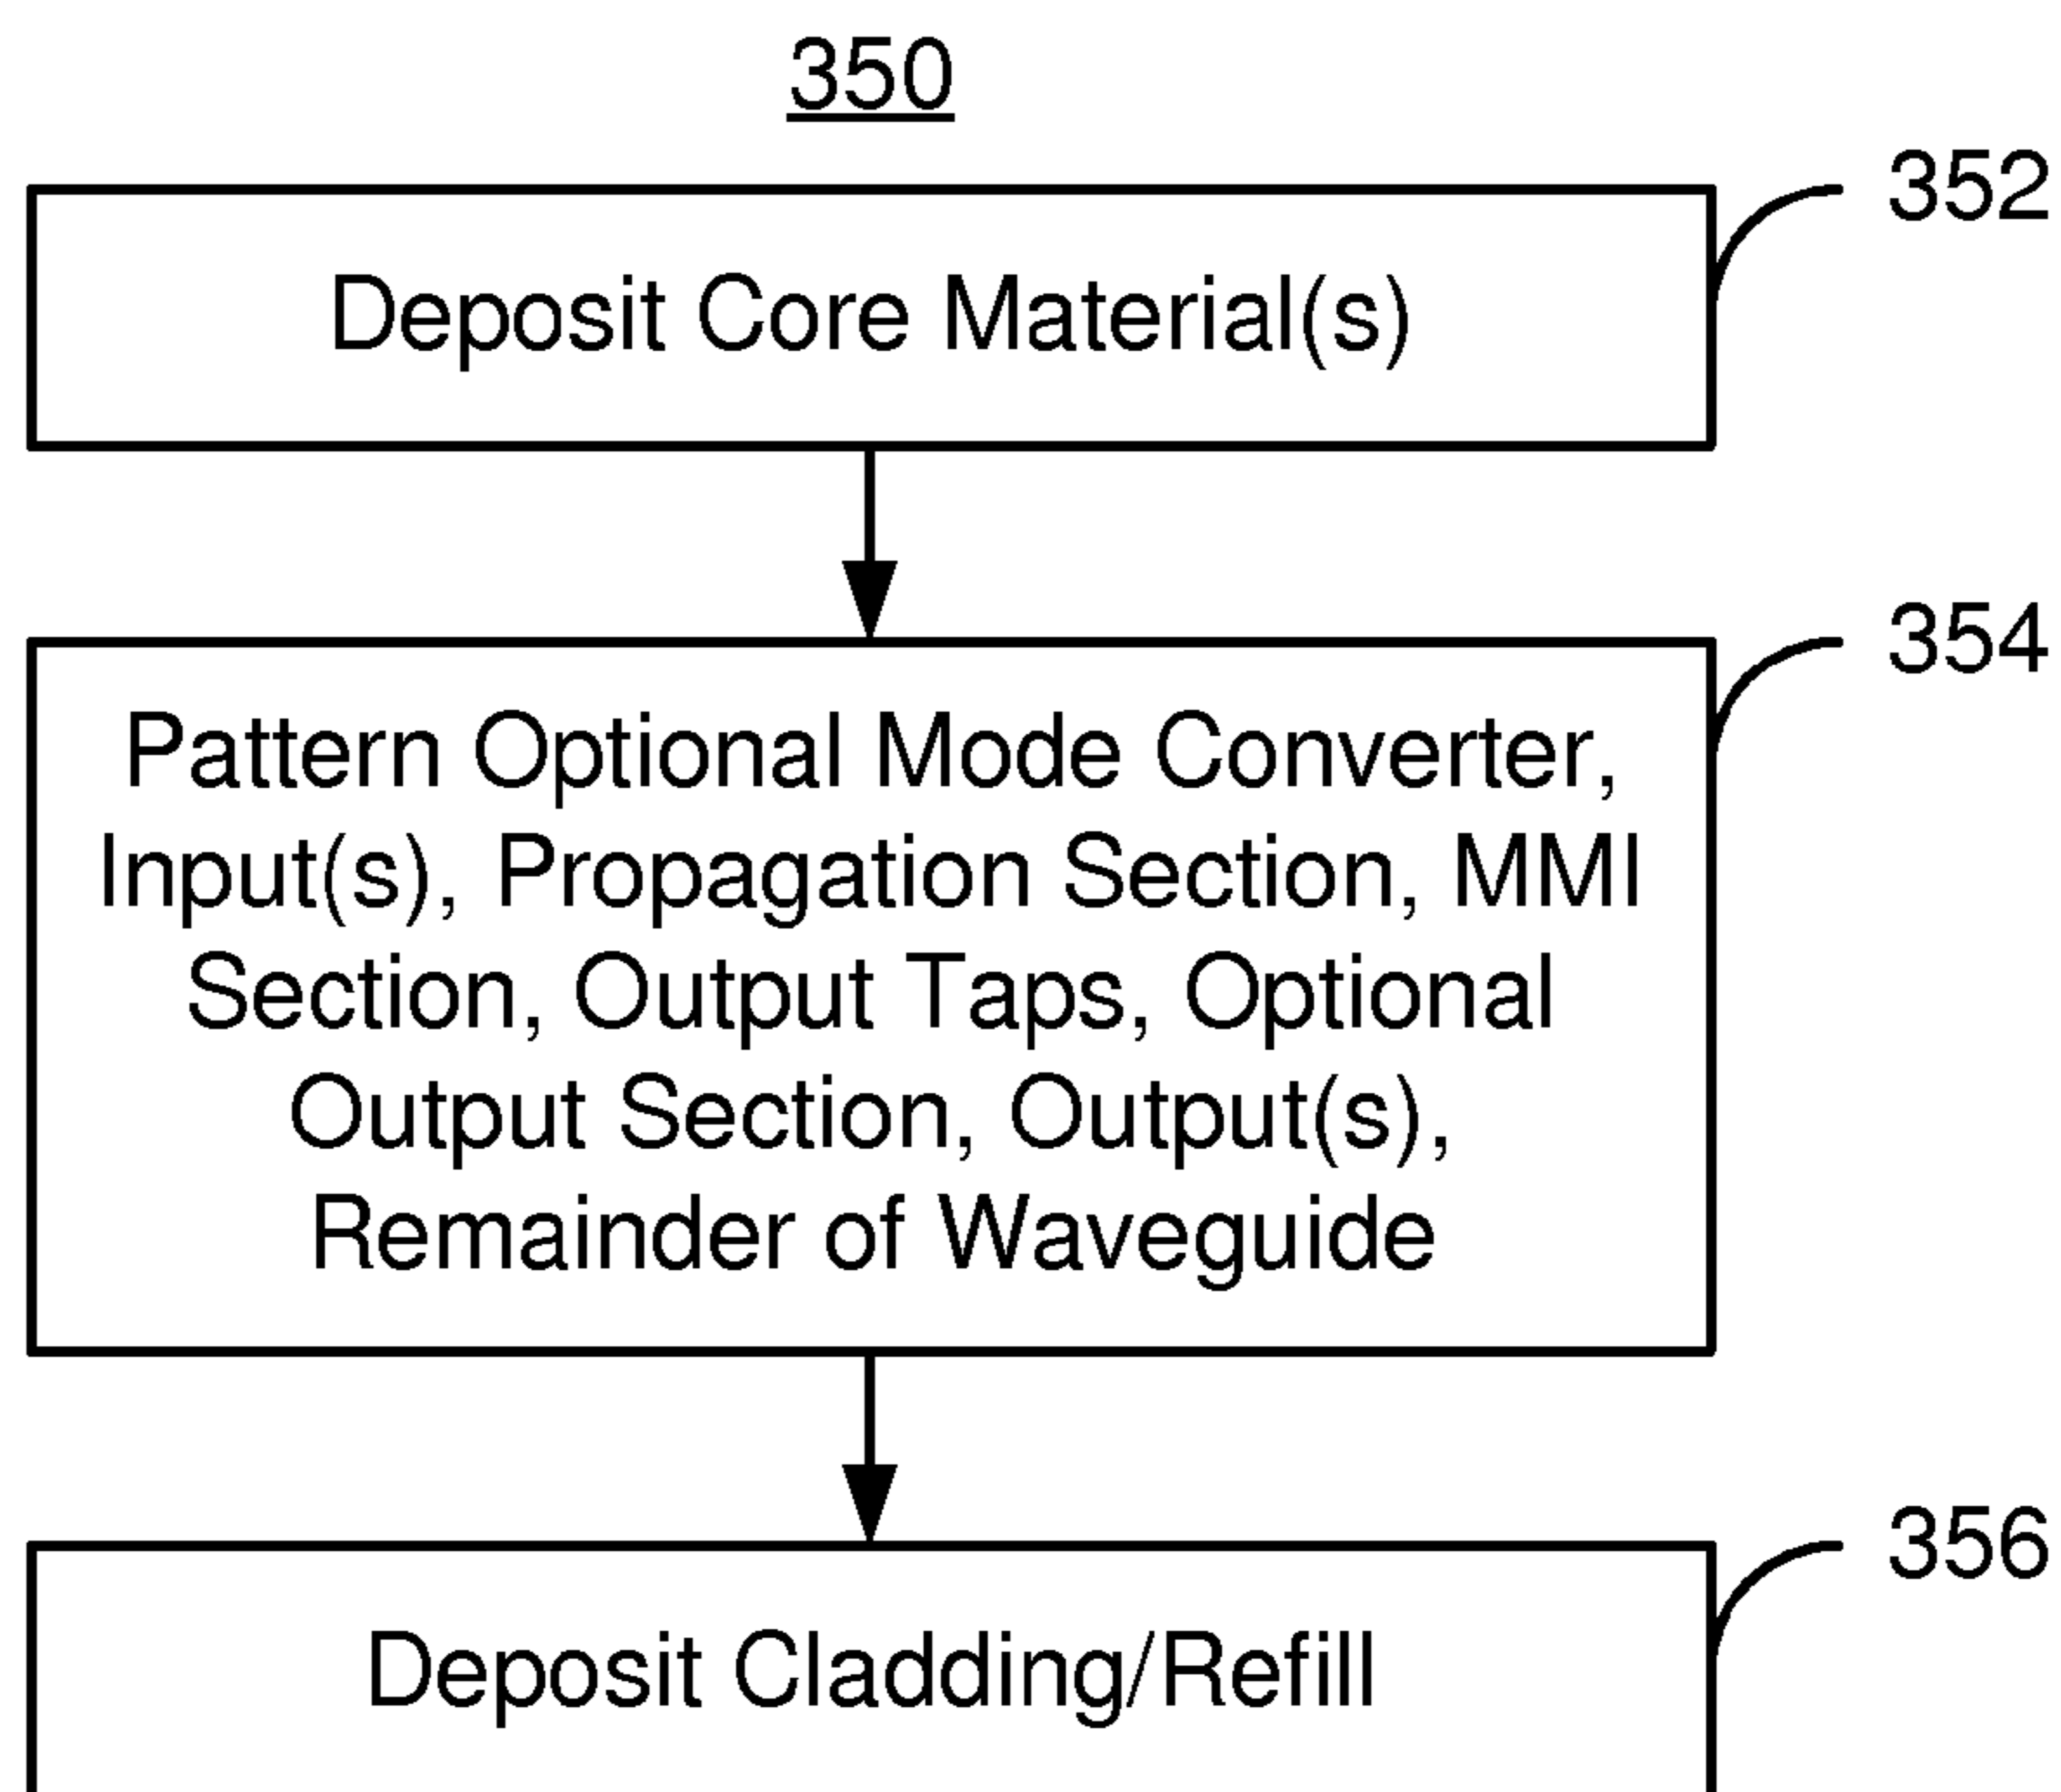 350
352
Deposit Core Material(s)
354
Pattern Optional Mode Converter,
Input(s), Propagation Section, MMI
Section, Output Taps, Optional
Output Section, Output(s),
Remainder of Waveguide
356
Deposit Cladding/Refill